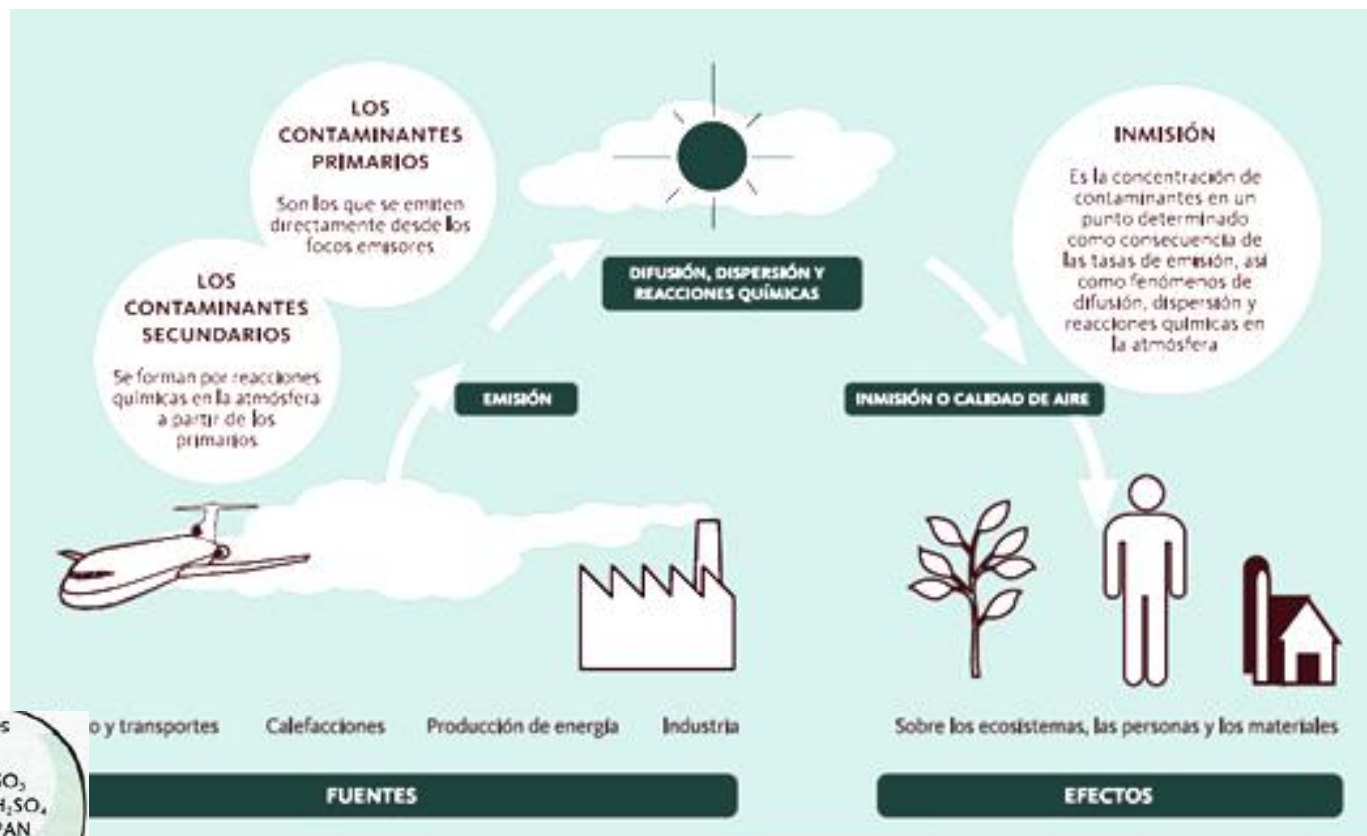 LOS
CONTAMINANTES
PRIMARIOS
Son los que se emiten
directamente desde los
focos emisores
LOS
CONTAMINANTES
SECUNDARIOS
Se forman por reacciones
químicas en la atmósfera
a partir de los
primarios
DIFUSIÓN, DISPERSIÓN Y
REACCIONES QUÍMICAS
INMISIÓN
Es la concentración de
contaminantes en un
punto determinado
como consecuencia de
las tasas de emisión, así
como fenómenos de
difusión, dispersión y
reacciones químicas en
la atmósfera
EMISIÓN
INMISIÓN O CALIDAD DE AIRE
o y transportes Calefacciones Producción de energía Industria
Sobre los ecosistemas, las personas y los materiales
FUENTES
EFECTOS
H₂SO₄
PAN